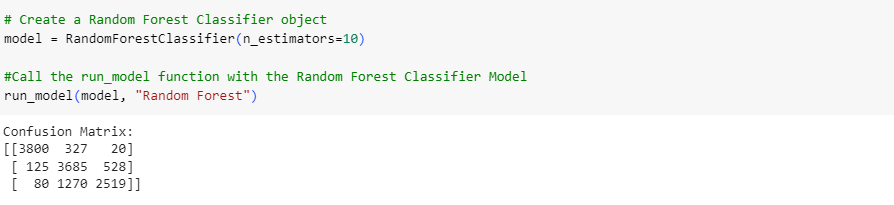 # Create a Random Forest Classifier object
model = RandomForestClassifier(n_estimators=10)
#Call the run_model function with the Random Forest Classifier Model
run_model(model, "Random Forest")
Confusion Matrix:
[[3800  327   20]
 [ 125 3685  528]
 [  80 1270 2519]]